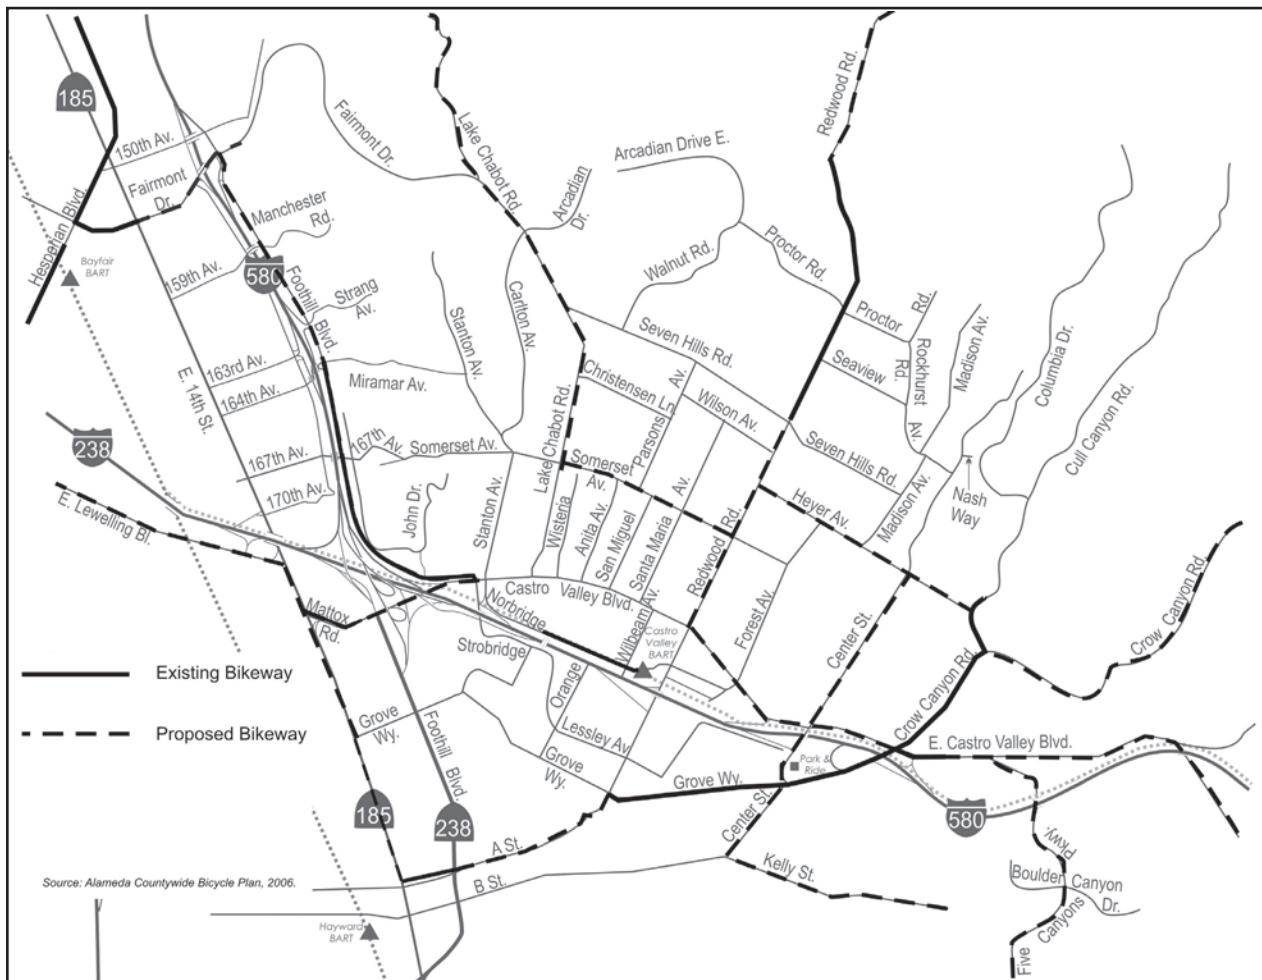 185
150th Av.
Fairmont
Dr.
Fairmont Dr.
Lake Chabot Rd.
Redwood Rd.
Arcadian Drive E.
Arcadian
Dr.
Hesperian Blvd.
Bayfair
BART
Manchester
Rd.
159th Av.
580
Foothill
Blvd.
Strang
Av.
Walnut Rd.
Proctor Rd.
Proctor
Rd.
Carlton Av.
Stanton Av.
Seven Hills Rd.
Seaview
Rockhurst
Rd.
Av.
Madison Av.
Columbia Dr.
Cull Canyon Rd.
163rd Av.
164th Av.
Miramar Av.
E. 14th St.
Christensen Ln.
Parsons
Av.
Wilson Av.
238
167th Av.
167th
Av.
Somerset Av.
Lake Chabot Rd.
Somerset
Av.
Seven Hills Rd.
Nash
Way
170th Av.
E. Lewelling Bl.
John Dr.
Stanton Av.
Wisteria
Anita Av.
San Miguel
Santa Maria
Av.
Redwood
Rd.
Heyer Av.
Madison Av.
Castro
Valley Blvd.
Norbridge
Wilbeam Av.
Forest Av.
Castro
Valley
BART
Center St.
Crow Canyon Rd.
Crow Canyon Rd.
Mattox
Rd.
Strobridge
Orange
Existing Bikeway
Proposed Bikeway
Grove
Wy.
Foothill
Blvd.
Lessley Av.
Grove
Wy.
Grove Wy.
Park &
Ride
E. Castro Valley Blvd.
580
185
238
A St.
B St.
Center St.
Kelly St.
Boulder Canyon
Dr.
Five
Canyons
Pkwy.
Source: Alameda Countywide Bicycle Plan, 2006.
Hayward
BART